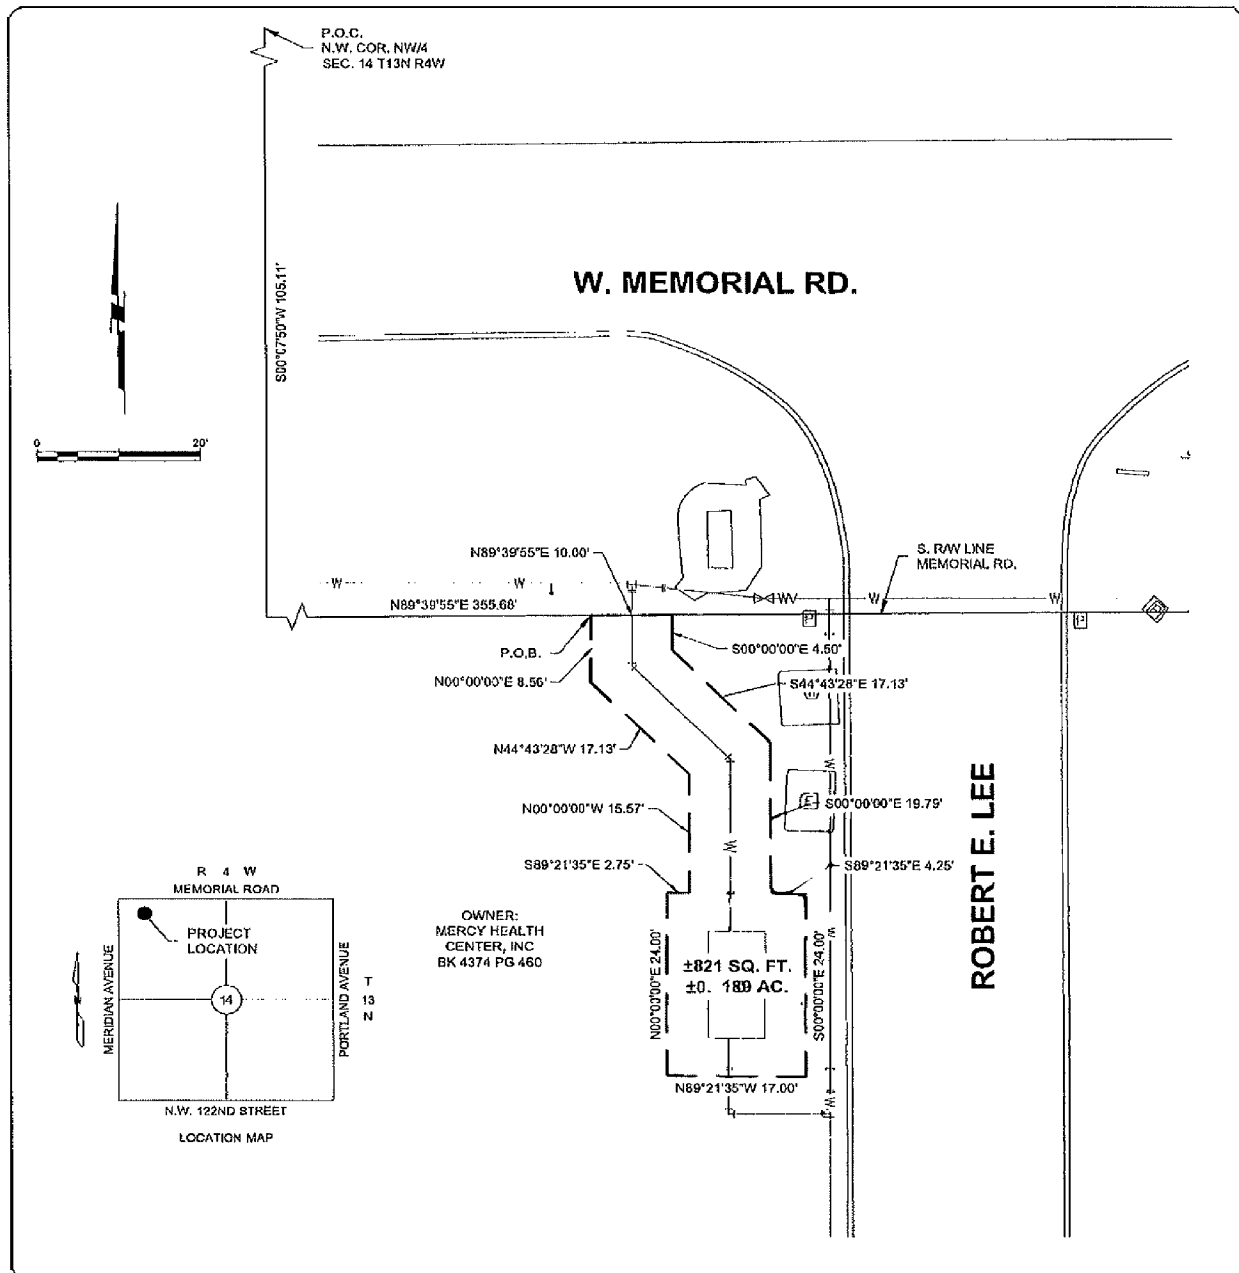 P.O.C.
N.W. COR. NW/4
SEC. 14 T13N R4W
W. MEMORIAL RD.
S00°07'50"W 105.11'
0 20'
N89°39'55"E 10.00'
S. R/W LINE
MEMORIAL RD.
W W WV W W
N89°39'55"E 355.68'
P.O.B.
S00°00'00"E 4.50'
N00°00'00"E 8.56'
S44°43'28"E 17.13'
N44°43'28"W 17.13'
W
N00°00'00"W 15.57'
E
S00°00'00"E 19.79'
W
S89°21'35"E 2.75'
S89°21'35"E 4.25'
ROBERT E. LEE
OWNER:
MERCY HEALTH
CENTER, INC
BK 4374 PG 460
N00°00'00"E 24.00'
±821 SQ. FT.
±0. 189 AC.
S00°00'00"E 24.00'
W
N89°21'35"W 17.00'
W
R 4 W
MEMORIAL ROAD
PROJECT
LOCATION
MERIDIAN AVENUE
14
PORTLAND AVENUE
T
13
N
N.W. 122ND STREET
LOCATION MAP